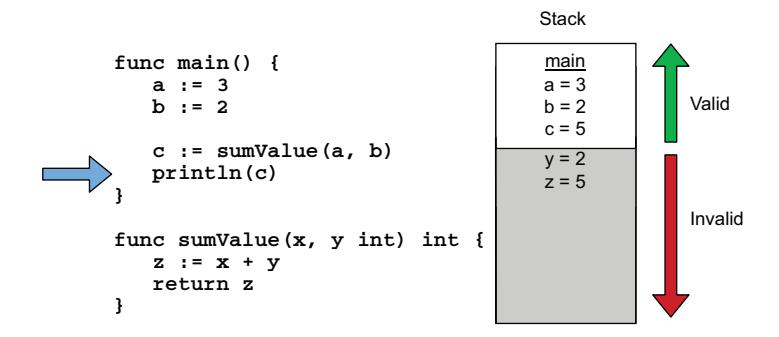 Stack
func main() {
a := 3
b := 2
c := sumValue(a, b)
println(c)
}
func sumValue(x, y int) int {
z := x + y
return z
}
main
a = 3
b = 2
c = 5
y = 2
z = 5
Valid
Invalid